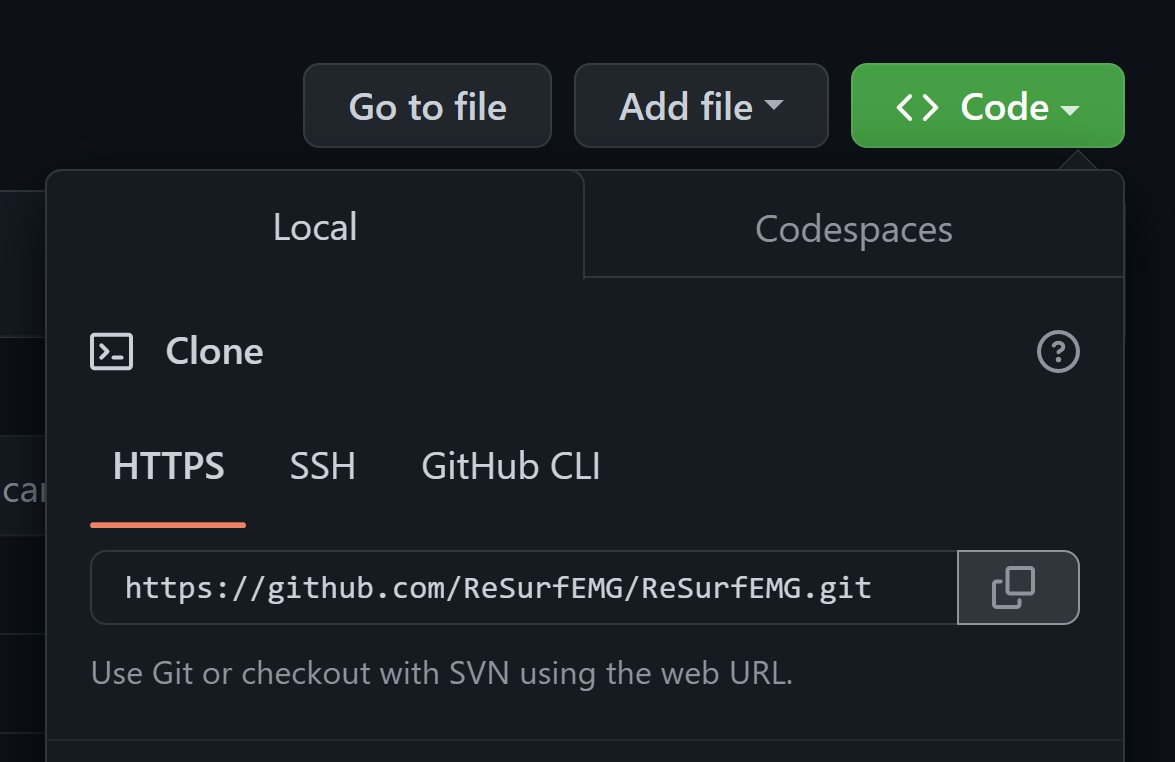 Go to file
Add file
<> Code
Local
Codespaces
Clone
HTTPS
SSH
GitHub CLI
car
https://github.com/ReSurfEMG/ReSurfEMG.git
Use Git or checkout with SVN using the web URL.